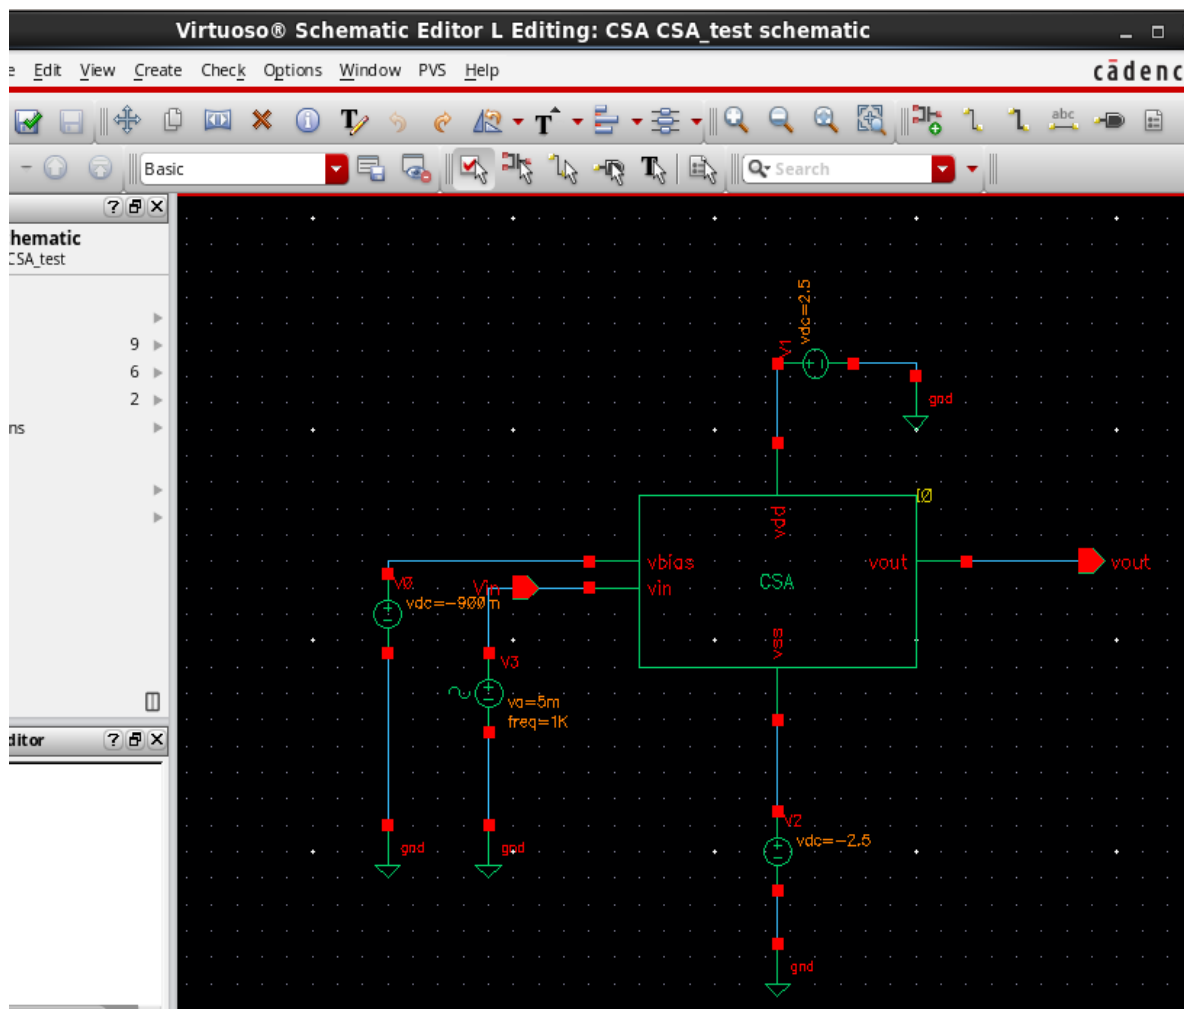 Virtuoso® Schematic Editor L Editing: CSA CSA_test schematic
e Edit View Create Check Options Window PVS Help
cādenc
abc
Basic
Search
hematic
CSA_test
9
6
2
ns
ditor
vdc=2.5
V1
gnd
I0
vdd
vbias
vin
CSA
vout
vss
vout
V0
vdc=-900m
Vin
V3
va=5m
freq=1K
gnd
gnd
V2
vdc=-2.5
gnd